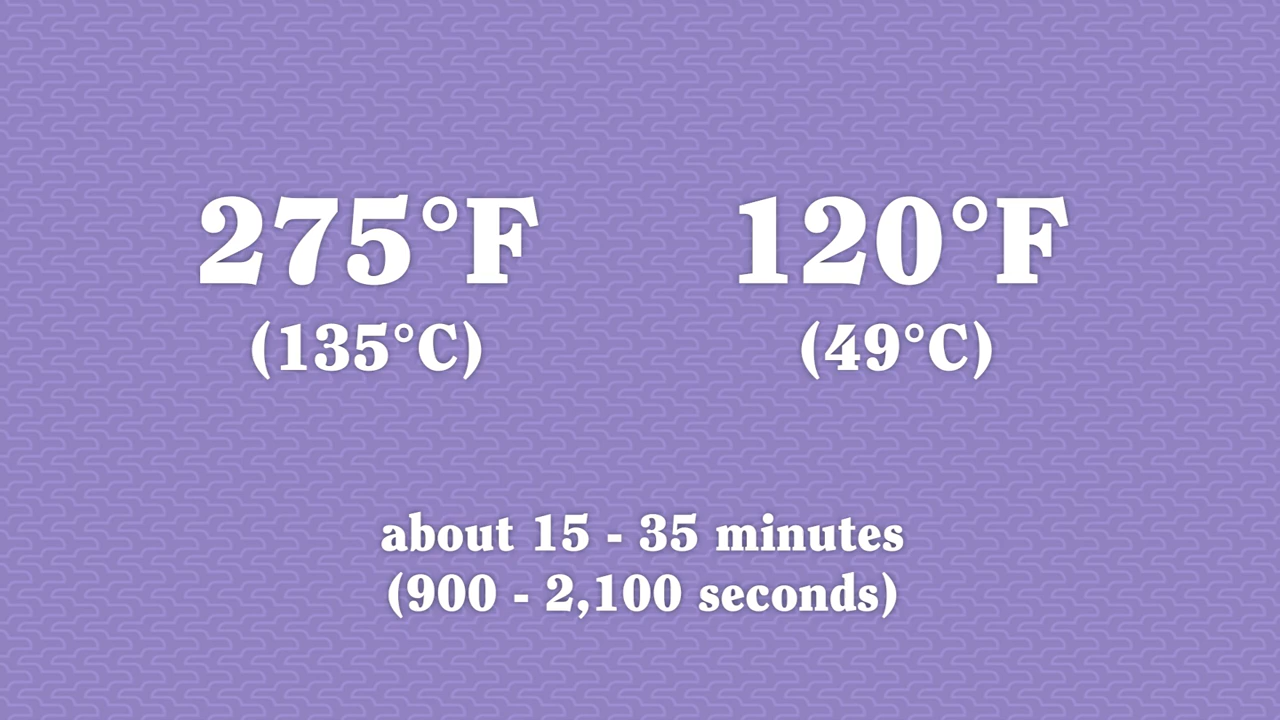 275°F 120°F
(135°C) (49°C)
about 15 - 35 minutes
(900 - 2,100 seconds)